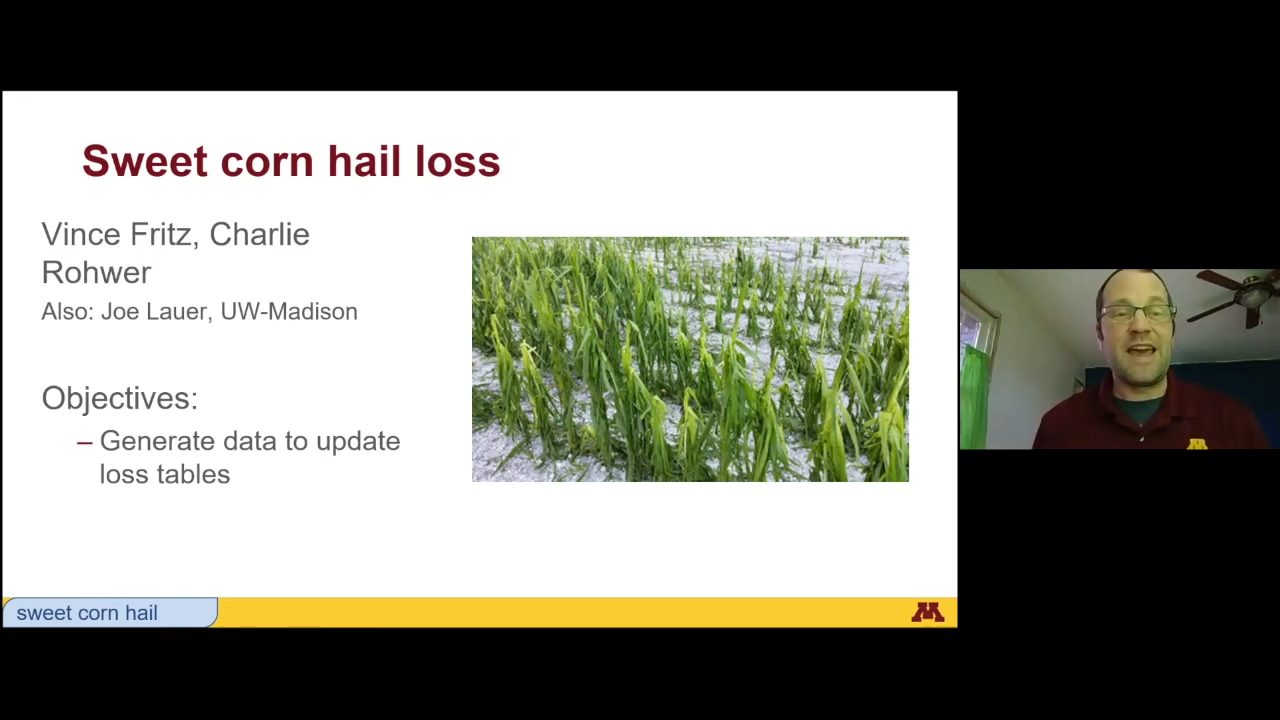 Sweet corn hail loss
Vince Fritz, Charlie
Rohwer
Also: Joe Lauer, UW-Madison
Objectives:
– Generate data to update
loss tables
sweet corn hail
M